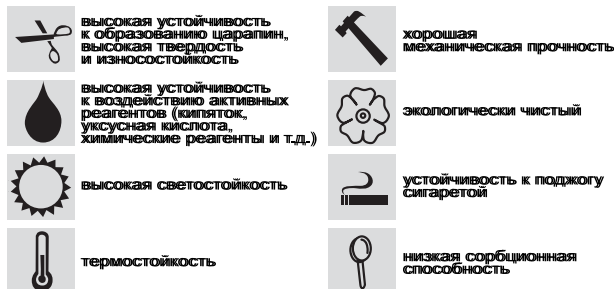 высокая устойчивость
к образованию царапин,
высокая твердость
и износостойкость
высокая устойчивость
к воздействию активных
реагентов (кипяток,
уксусная кислота,
химические реагенты и т.д.)
высокая светостойкость
термостойкость
хорошая
механическая прочность
экологически чистый
устойчивость к поджогу
сигаретой
низкая сорбционная
способность